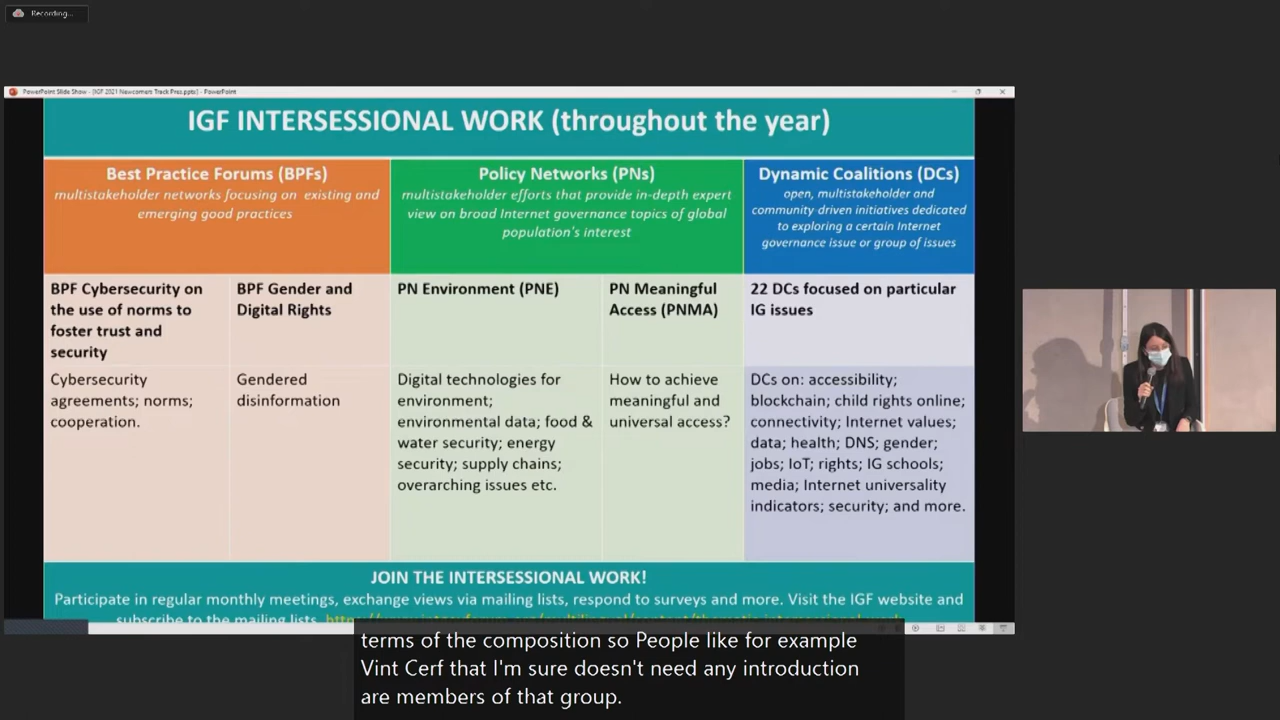 Recording...
PowerPoint Slide Show - [IGF 2021 Newcomers Track Pres.ppts] - PowerPoint
IGF INTERSESSIONAL WORK (throughout the year)
Best Practice Forums (BPFs)
multistakeholder networks focusing on existing and
emerging good practices
Policy Networks (PNs)
multistakeholder efforts that provide in-depth expert
view on broad Internet governance topics of global
population's interest
Dynamic Coalitions (DCs)
open, multistakeholder and
community driven initiatives dedicated
to exploring a certain Internet
governance issue or group of issues
BPF Cybersecurity on
the use of norms to
foster trust and
security
BPF Gender and
Digital Rights
PN Environment (PNE)
PN Meaningful
Access (PNMA)
22 DCs focused on particular
IG issues
Cybersecurity
agreements; norms;
cooperation.
Gendered
disinformation
Digital technologies for
environment;
environmental data; food &
water security; energy
security; supply chains;
overarching issues etc.
How to achieve
meaningful and
universal access?
DCs on: accessibility;
blockchain; child rights online;
connectivity; Internet values;
data; health; DNS; gender;
jobs; IoT; rights; IG schools;
media; Internet universality
indicators; security; and more.
JOIN THE INTERSESSIONAL WORK!
Participate in regular monthly meetings, exchange views via mailing lists, respond to surveys and more. Visit the IGF website and
subscribe to the mailing lists.
terms of the composition so People like for example
Vint Cerf that I'm sure doesn't need any introduction
are members of that group.